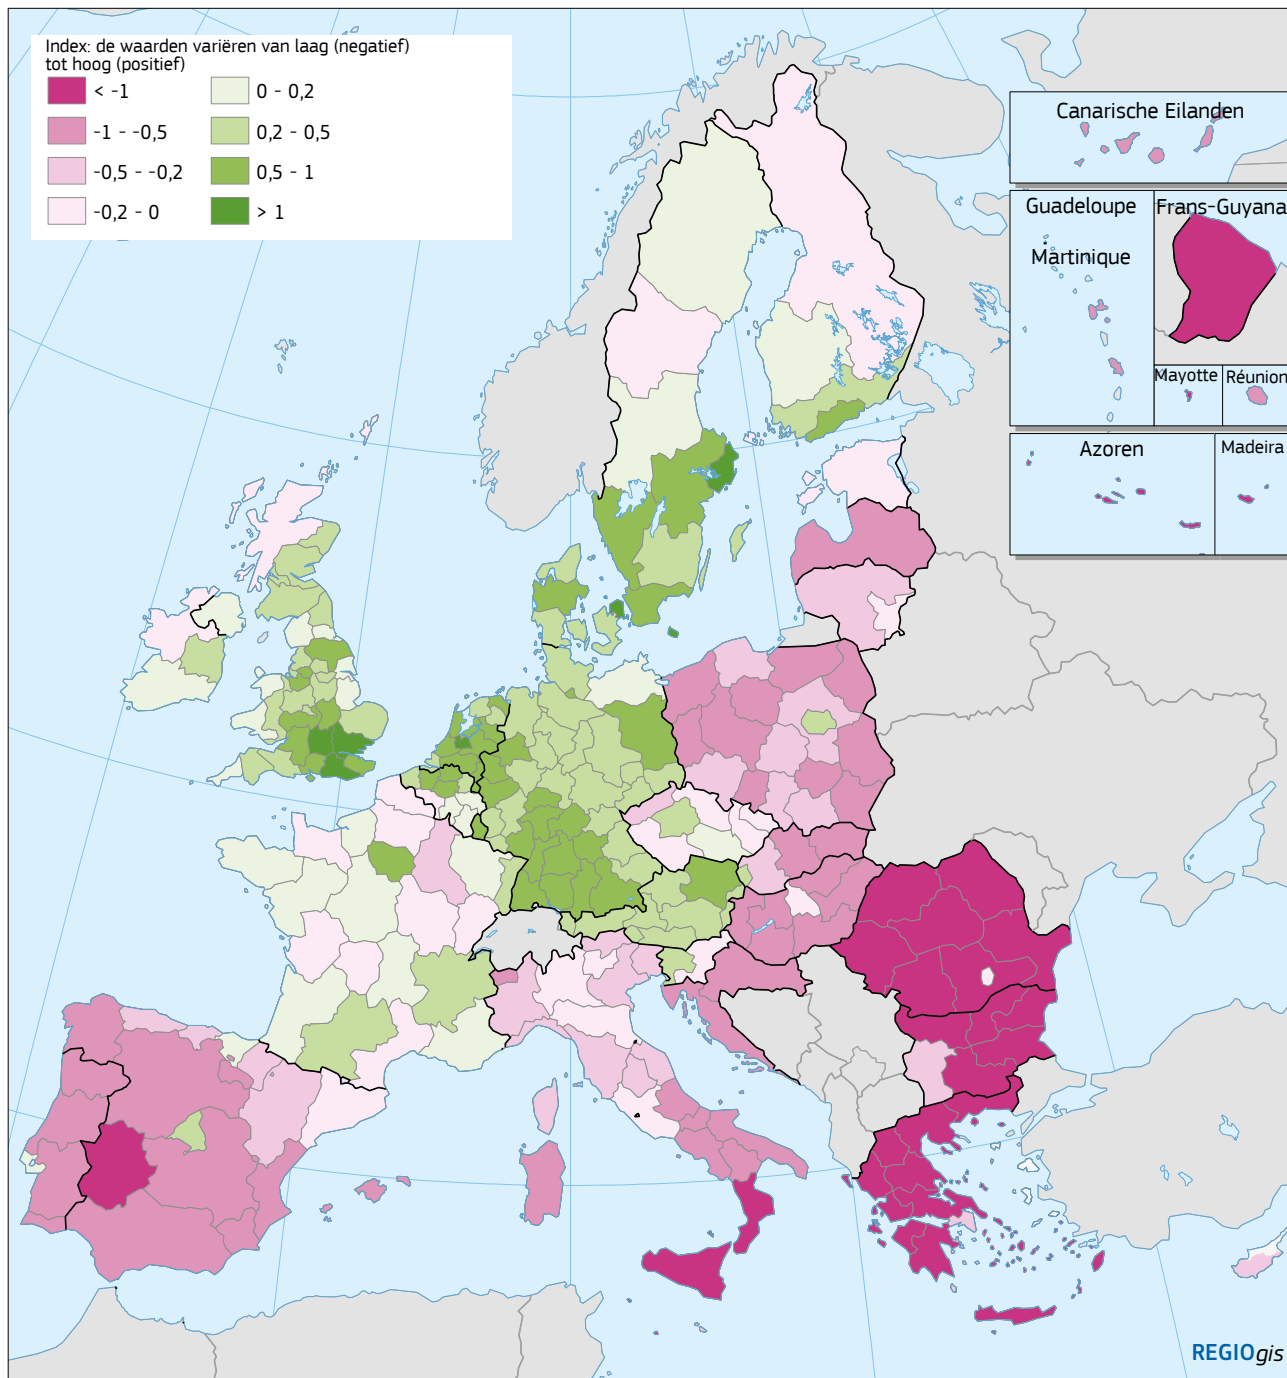 Index: de waarden variëren van laag (negatief)
tot hoog (positief)
< -1
-1 - -0,5
-0,5 - -0,2
-0,2 - 0
0 - 0,2
0,2 - 0,5
0,5 - 1
> 1
Canarische Eilanden
Guadeloupe
Martinique
Frans-Guyana
Mayotte
Réunion
Azoren
Madeira
REGIOgis